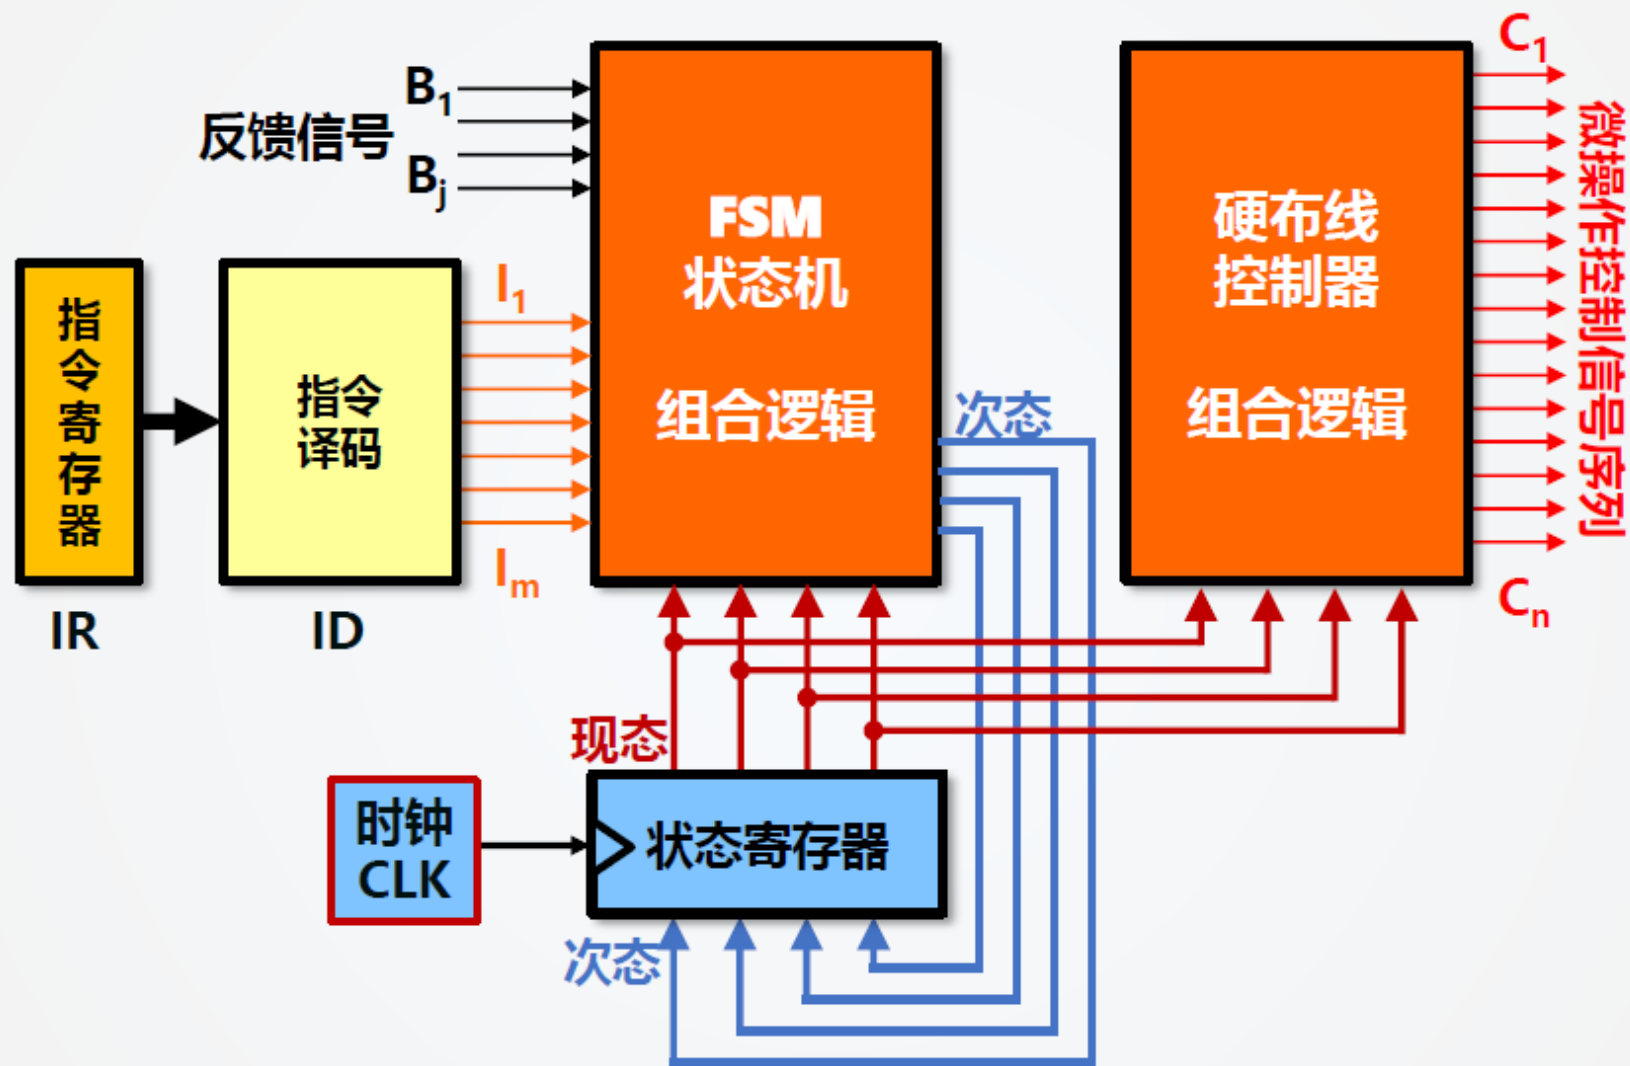 C1
B1
反馈信号
Bj
FSM
状态机
组合逻辑
硬布线
控制器
组合逻辑
微操作控制信号序列
指令寄存器
IR
指令
译码
ID
I1
Im
次态
Cn
现态
时钟
CLK
状态寄存器
次态